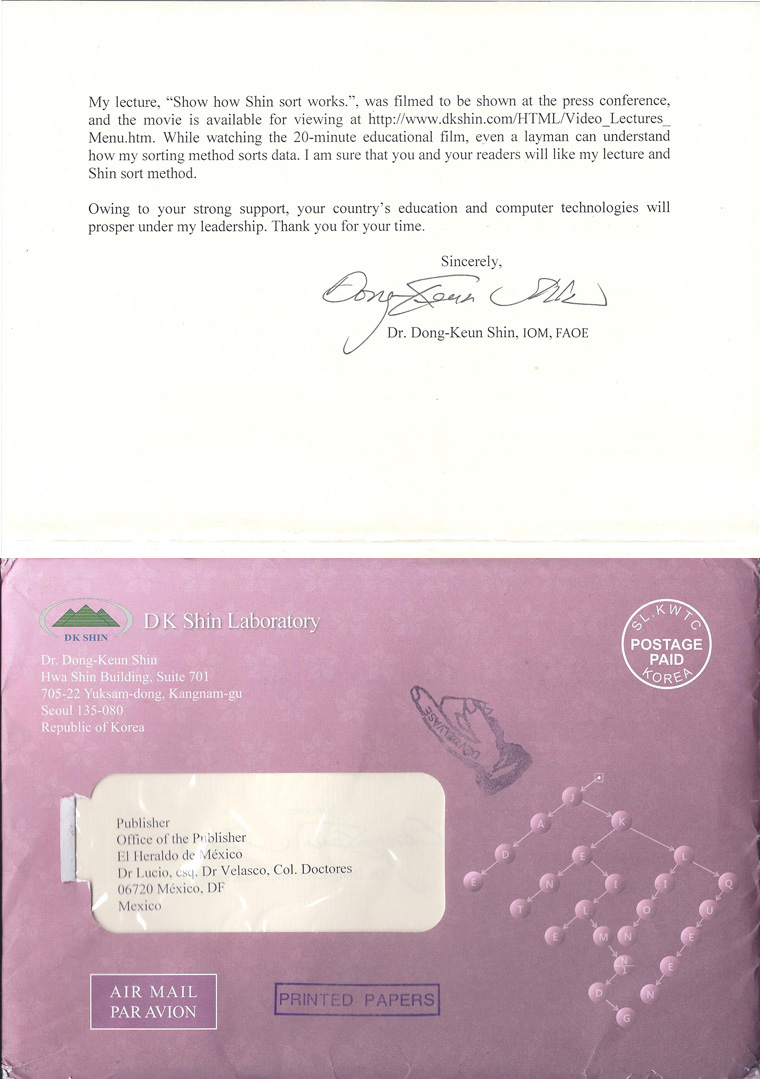 My lecture, “Show how Shin sort works.”, was filmed to be shown at the press conference,
and the movie is available for viewing at http://www.dkshin.com/HTML/Video_Lectures_
Menu.htm. While watching the 20-minute educational film, even a layman can understand
how my sorting method sorts data. I am sure that you and your readers will like my lecture and
Shin sort method.
Owing to your strong support, your country’s education and computer technologies will
prosper under my leadership. Thank you for your time.
Sincerely,
Dong-Keun Shin
Dr. Dong-Keun Shin, IOM, FAOE
DK SHIN
DK Shin Laboratory
Dr. Dong-Keun Shin
Hwa Shin Building, Suite 701
705-22 Yuksam-dong, Kangnam-gu
Seoul 135-080
Republic of Korea
SL.KWTC
POSTAGE
PAID
KOREA
Publisher
Office of the Publisher
El Heraldo de México
Dr Lucio, esq. Dr Velasco, Col. Doctores
06720 México, DF
Mexico
J
A K
D E L
E N I I Q
T L O U
E M N E
N E
D N
G
AIR MAIL
PAR AVION
PRINTED PAPERS